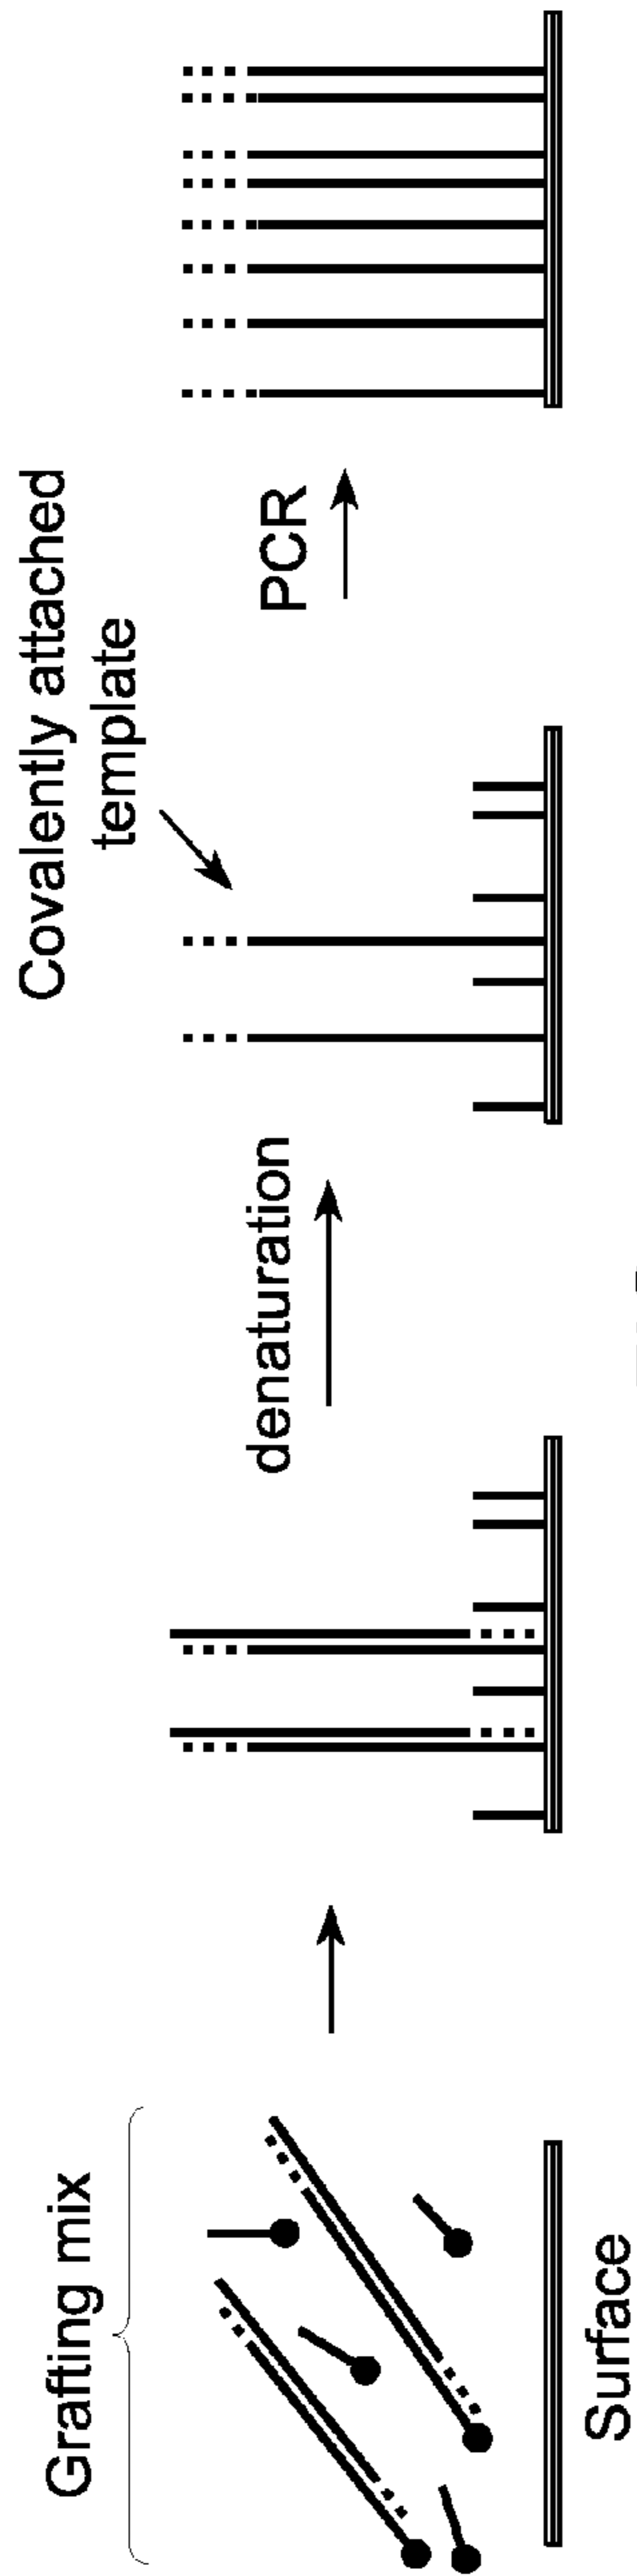 Grafting mix
Surface
denaturation
Covalently attached
template
PCR